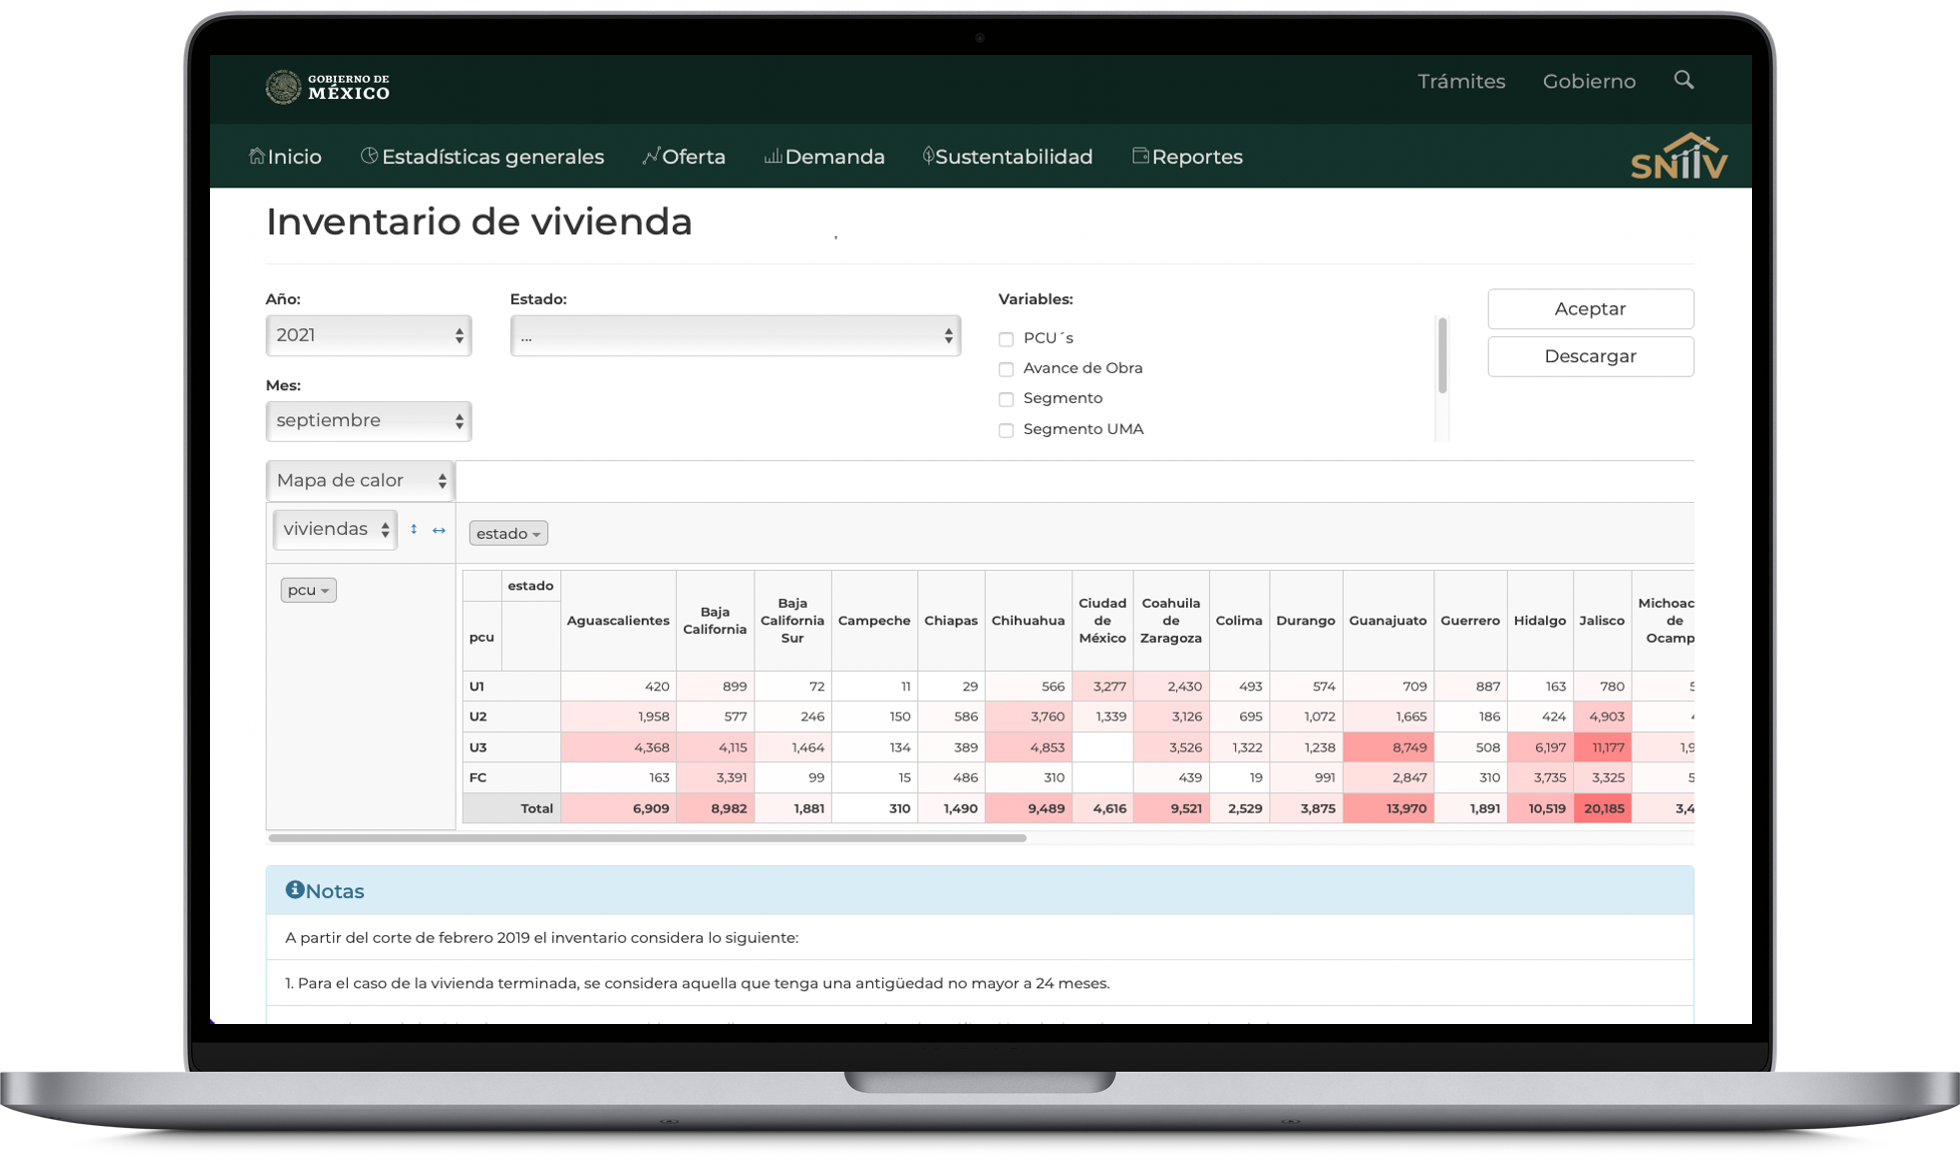 GOBIERNO DE
MÉXICO
Trámites Gobierno
Inicio Estadísticas generales Oferta Demanda Sustentabilidad Reportes
SNIIV
Inventario de vivienda
Año: Estado: Variables:
2021 ... PCU´s Aceptar
Avance de Obra Descargar
Mes: Segmento
septiembre Segmento UMA
Mapa de calor
viviendas estado
pcu
estado
pcu Aguascalientes Baja California Baja California Sur Campeche Chiapas Chihuahua Ciudad de México Coahuila de Zaragoza Colima Durango Guanajuato Guerrero Hidalgo Jalisco Michoac de Ocamp
U1 420 899 72 11 29 566 3,277 2,430 493 574 709 887 163 780 5
U2 1,958 577 246 150 586 3,760 1,339 3,126 695 1,072 1,665 186 424 4,903
U3 4,368 4,115 1,464 134 389 4,853 3,526 1,322 1,238 8,749 508 6,197 11,177 1,9
FC 163 3,391 99 15 486 310 439 19 991 2,847 310 3,735 3,325 5
Total 6,909 8,982 1,881 310 1,490 9,489 4,616 9,521 2,529 3,875 13,970 1,891 10,519 20,185 3,4
Notas
A partir del corte de febrero 2019 el inventario considera lo siguiente:
1. Para el caso de la vivienda terminada, se considera aquella que tenga una antigüedad no mayor a 24 meses.